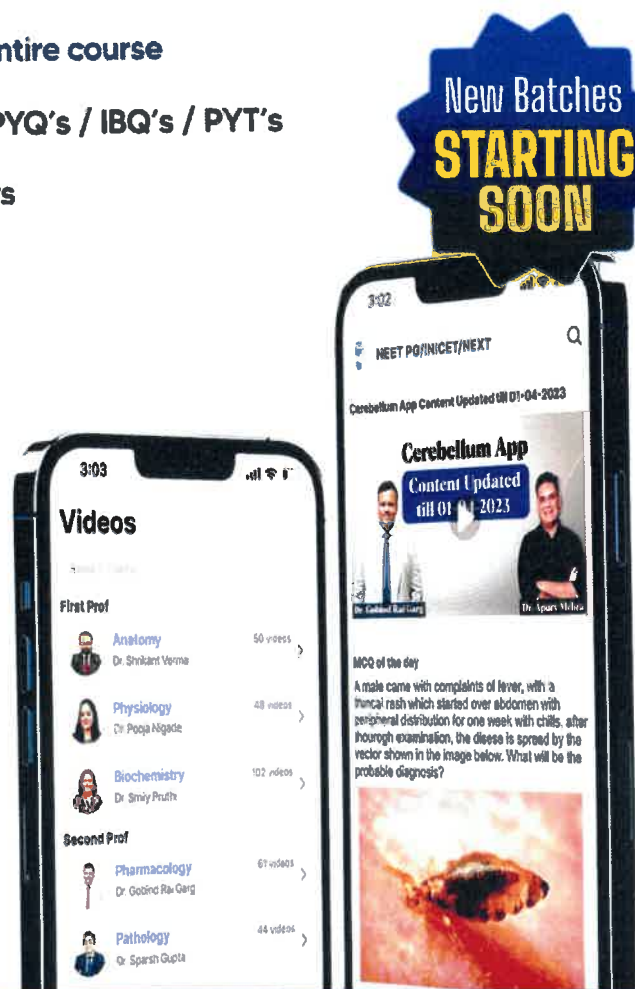 ntire course
PYQ's / IBQ's / PYT's
rs
New Batches
STARTING
SOON
3:02
NEET PG/INICET/NEXT
Cerebellum App Content Updated till 01-04-2023
Cerebellum App
Content Updated
till 01 2023
Dr. Gobind Rai Garg
Dr. Apurv Mehra
MCQ of the day
A male came with complaints of fever, with a
truncal rash which started over abdomen with
peripheral distribution for one week with chills. after
thourogh examination, the disese is spread by the
vector shown in the image below. What will be the
probable diagnosis?
3:03
Videos
First Prof
Anatomy
50 videos
Dr. Shrikant Verma
Physiology
48 videos
Dr. Pooja Nigade
Biochemistry
102 videos
Dr. Smiy Pruthi
Second Prof
Pharmacology
61 videos
Dr. Gobind Rai Garg
Pathology
44 videos
Dr. Sparsh Gupta